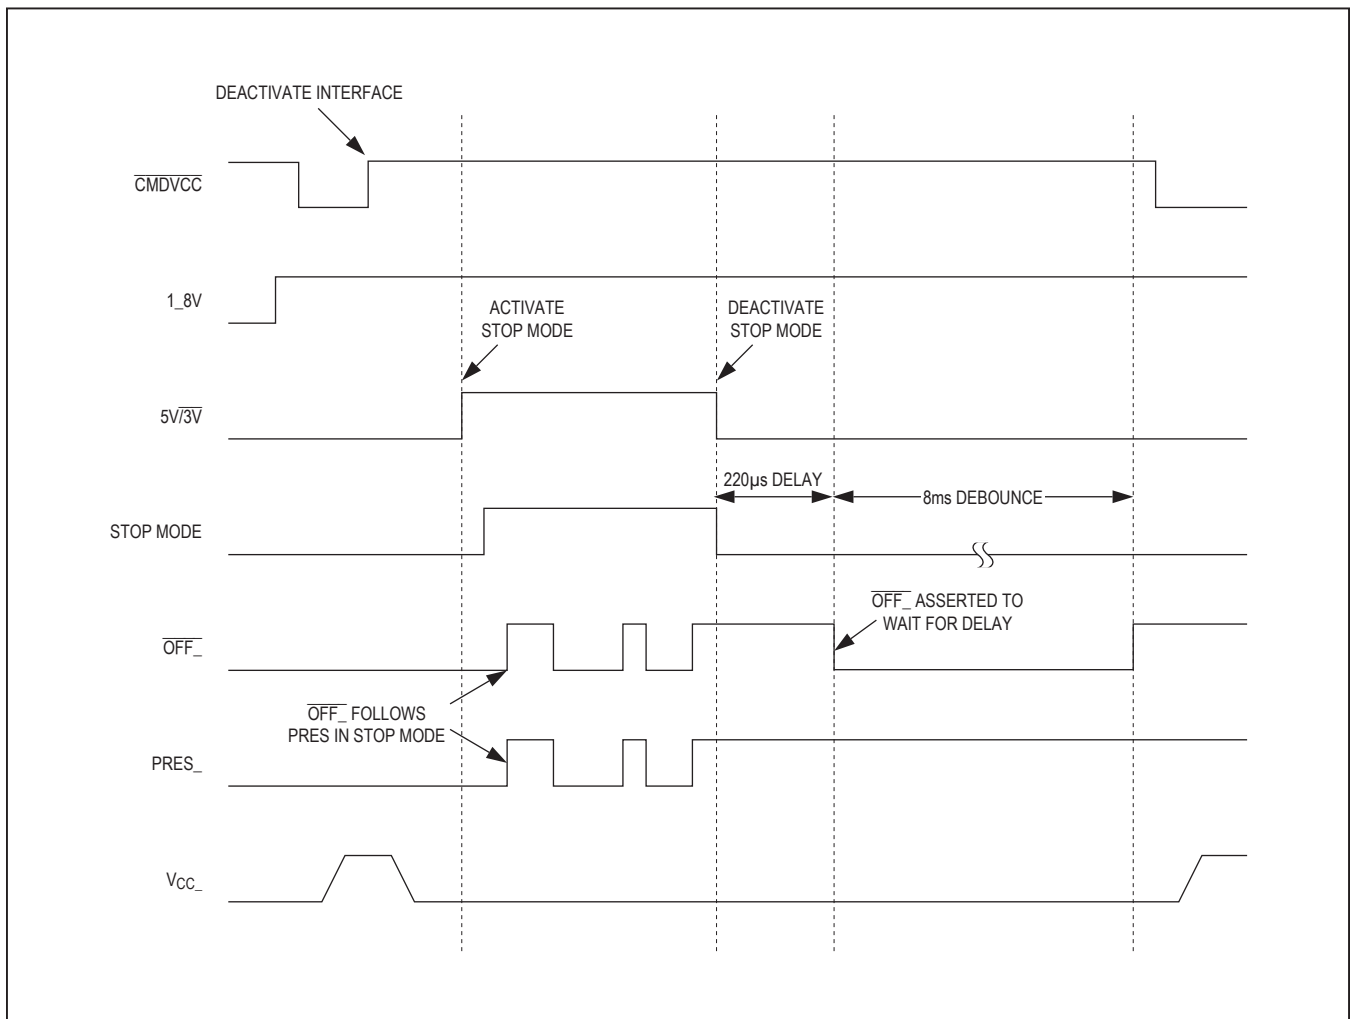 DEACTIVATE INTERFACE
CMDVCC
1_8V
ACTIVATE
STOP MODE
DEACTIVATE
STOP MODE
5V/3V
220µs DELAY
8ms DEBOUNCE
STOP MODE
OFF_ ASSERTED TO
WAIT FOR DELAY
OFF_
OFF_ FOLLOWS
PRES IN STOP MODE
PRES_
VCC_